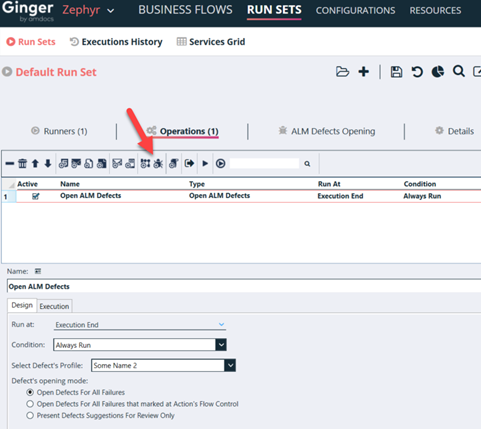 Ginger
by amdocs
Zephyr
BUSINESS FLOWS
RUN SETS
CONFIGURATIONS
RESOURCES
Run Sets
Executions History
Services Grid
Default Run Set
Runners (1)
Operations (1)
ALM Defects Opening
Details
Active Name Type Run At Condition
1 Open ALM Defects Open ALM Defects Execution End Always Run
Name:
Open ALM Defects
Design Execution
Run at: Execution End
Condition: Always Run
Select Defect's Profile: Some Name 2
Defect's opening mode:
Open Defects For All Failures
Open Defects For All Failures that marked at Action's Flow Control
Present Defects Suggestions For Review Only